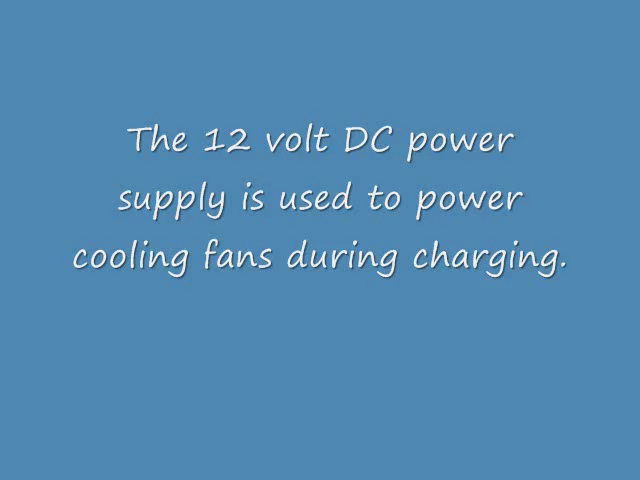 The 12 volt DC power
supply is used to power
cooling fans during charging.